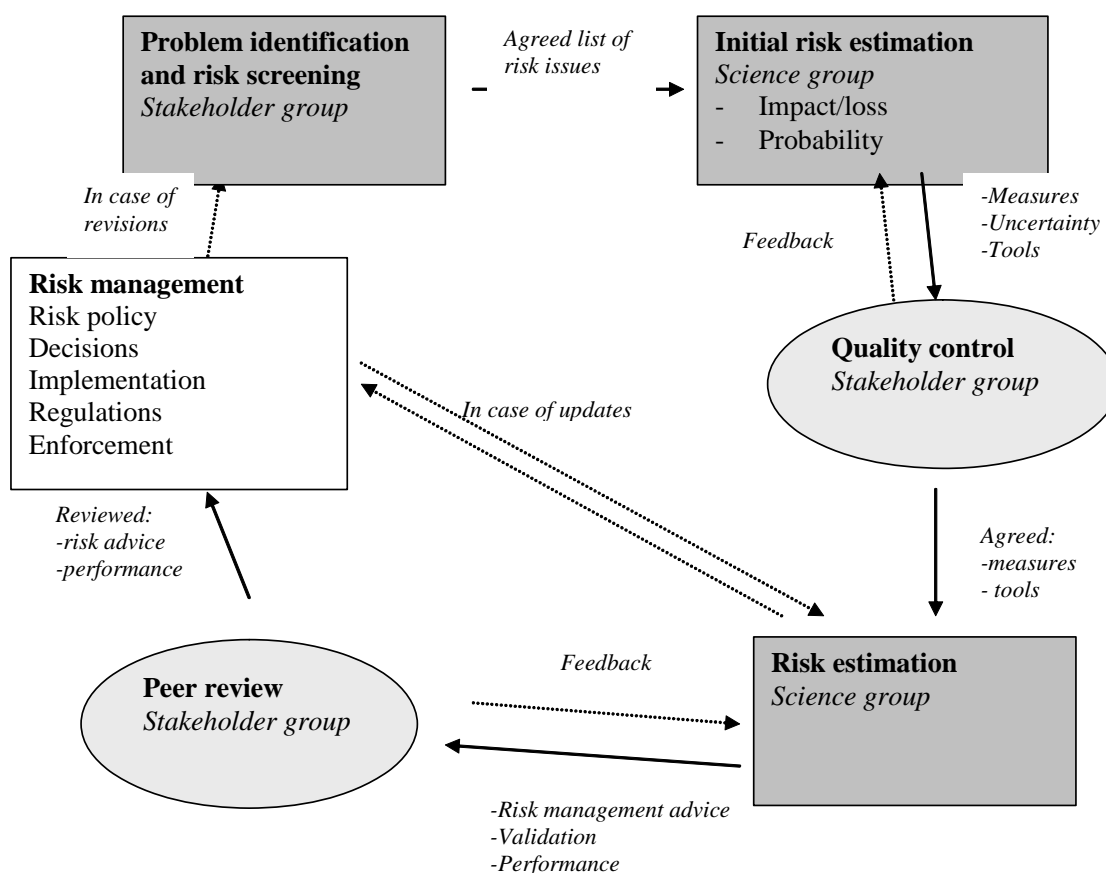 Problem identification
and risk screening
Stakeholder group
Agreed list of
risk issues
Initial risk estimation
Science group
- Impact/loss
- Probability
In case of
revisions
Feedback
-Measures
-Uncertainty
-Tools
Risk management
Risk policy
Decisions
Implementation
Regulations
Enforcement
Quality control
Stakeholder group
In case of updates
Reviewed:
-risk advice
-performance
Agreed:
-measures
- tools
Peer review
Stakeholder group
Feedback
Risk estimation
Science group
-Risk management advice
-Validation
-Performance